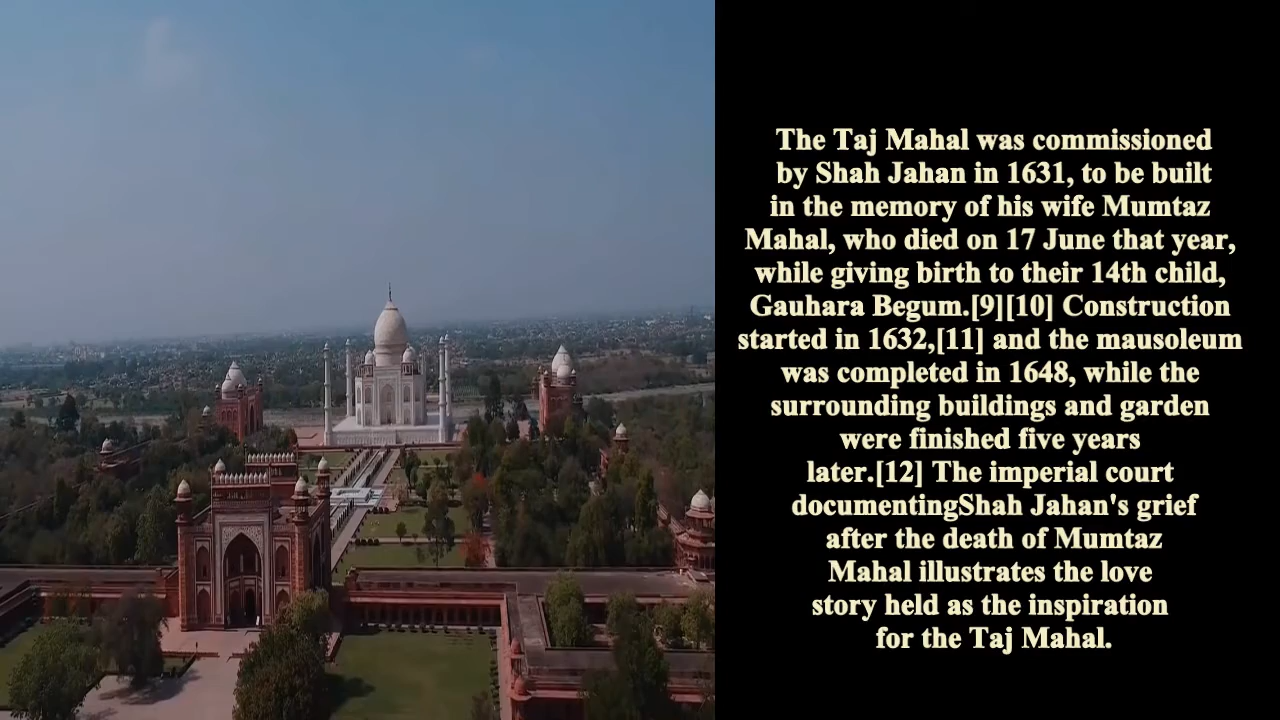 The Taj Mahal was commissioned
by Shah Jahan in 1631, to be built
in the memory of his wife Mumtaz
Mahal, who died on 17 June that year,
while giving birth to their 14th child,
Gauhara Begum.[9][10] Construction
started in 1632,[11] and the mausoleum
was completed in 1648, while the
surrounding buildings and garden
were finished five years
later.[12] The imperial court
documentingShah Jahan's grief
after the death of Mumtaz
Mahal illustrates the love
story held as the inspiration
for the Taj Mahal.